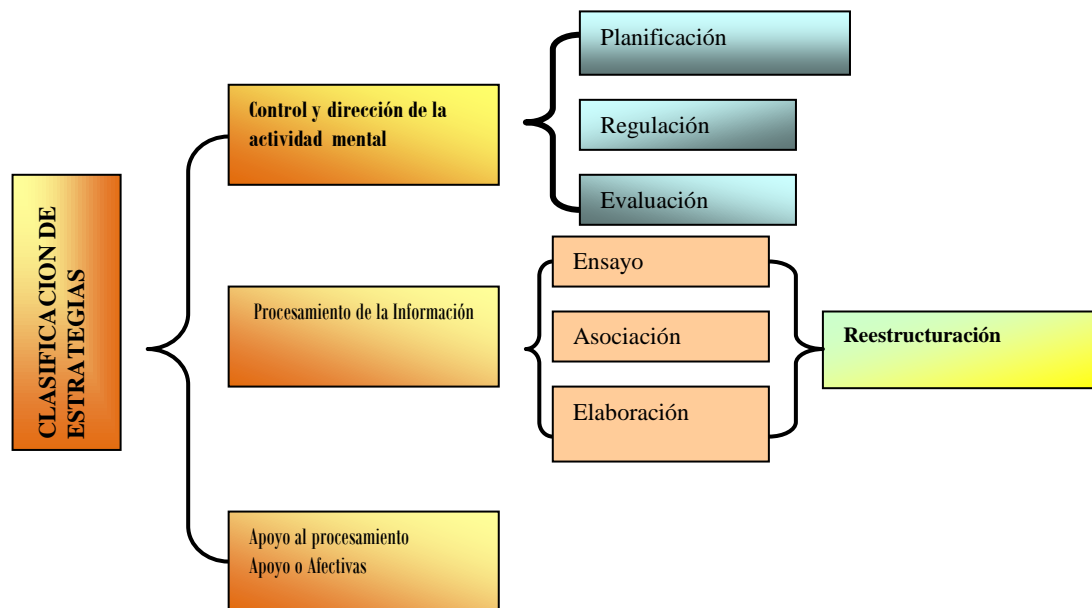 CLASIFICACION DE
ESTRATEGIAS
Control y dirección de la
actividad mental
Planificación
Regulación
Evaluación
Procesamiento de la Información
Ensayo
Asociación
Elaboración
Reestructuración
Apoyo al procesamiento
Apoyo o Afectivas